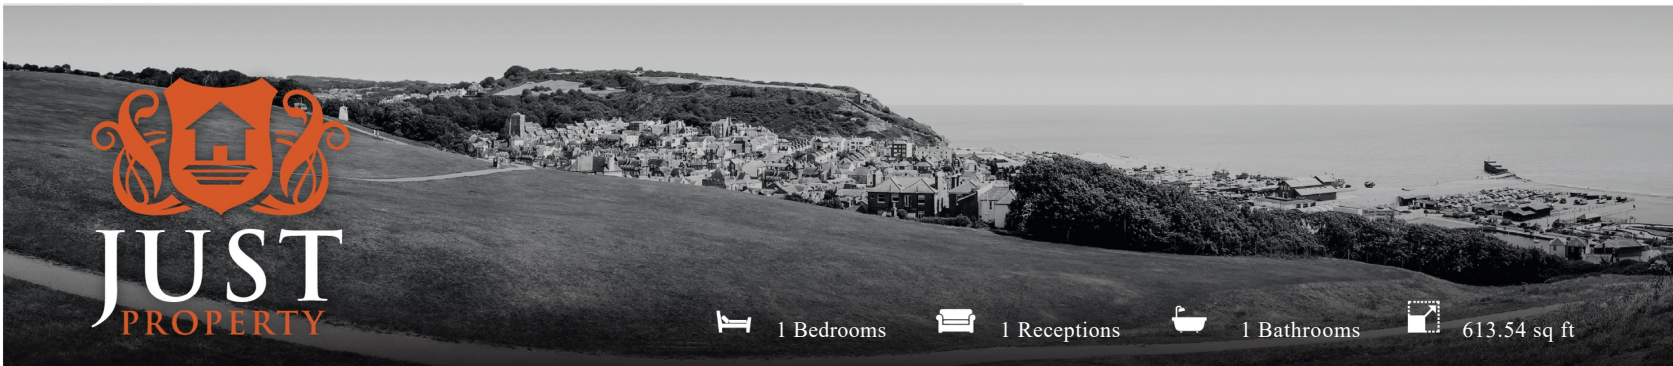 JUST
PROPERTY
1 Bedrooms 1 Receptions 1 Bathrooms 613.54 sq ft